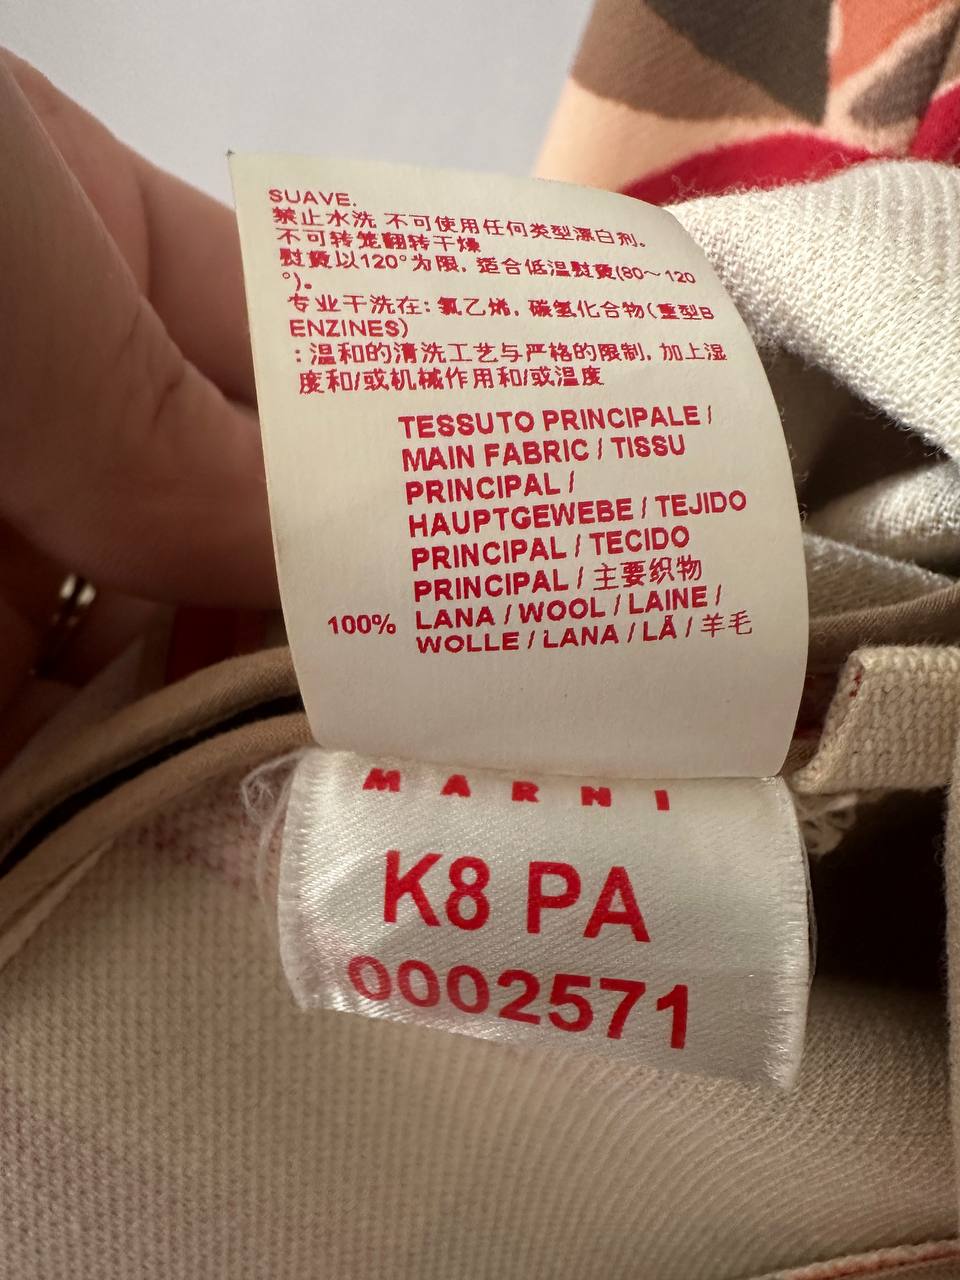 SUAVE.
禁止水洗 不可使用任何类型漂白剂。
不可转笼翻转干燥
熨烫以120°为限, 适合低温熨烫(80～120
°)。
专业干洗在: 氯乙烯, 碳氢化合物(重型B
ENZINES)
: 温和的清洗工艺与严格的限制, 加上湿
度和/或机械作用和/或温度
TESSUTO PRINCIPALE /
MAIN FABRIC / TISSU
PRINCIPAL /
HAUPTGEWEBE / TEJIDO
PRINCIPAL / TECIDO
PRINCIPAL / 主要织物
100% LANA / WOOL / LAINE /
WOLLE / LANA / LÃ / 羊毛
MARNI
K8 PA
0002571